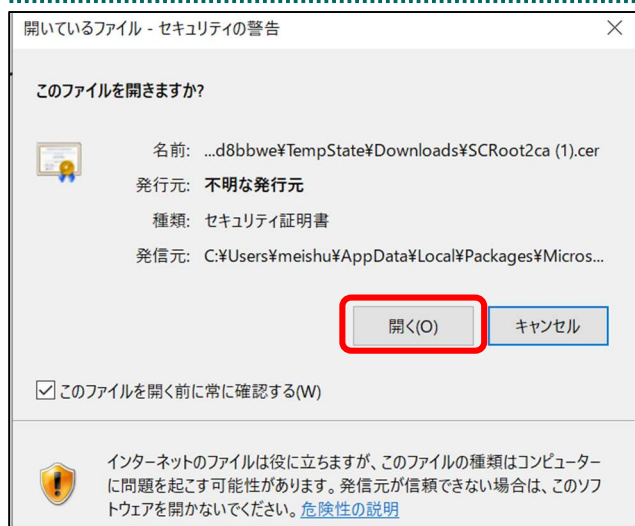 開いているファイル - セキュリティの警告
このファイルを開きますか?
名前: ...d8bbwe¥TempState¥Downloads¥SCRoot2ca (1).cer
発行元: 不明な発行元
種類: セキュリティ証明書
発信元: C:¥Users¥meishu¥AppData¥Local¥Packages¥Micros...
開く(O) キャンセル
このファイルを開く前に常に確認する(W)
インターネットのファイルは役に立ちますが、このファイルの種類はコンピューター
に問題を起こす可能性があります。発信元が信頼できない場合は、このソフ
トウェアを開かないでください。危険性の説明